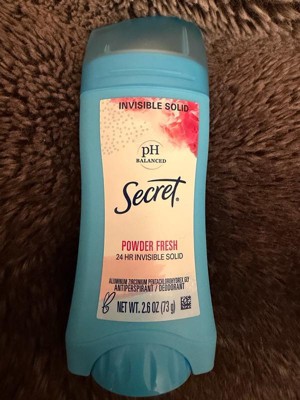 INVISIBLE SOLID
pH
BALANCED
Secret®
POWDER FRESH
24 HR INVISIBLE SOLID
ALUMINUM ZIRCONIUM PENTACHLOROHYDREX GLY
ANTIPERSPIRANT / DEODORANT
NET WT. 2.6 OZ (73 g)